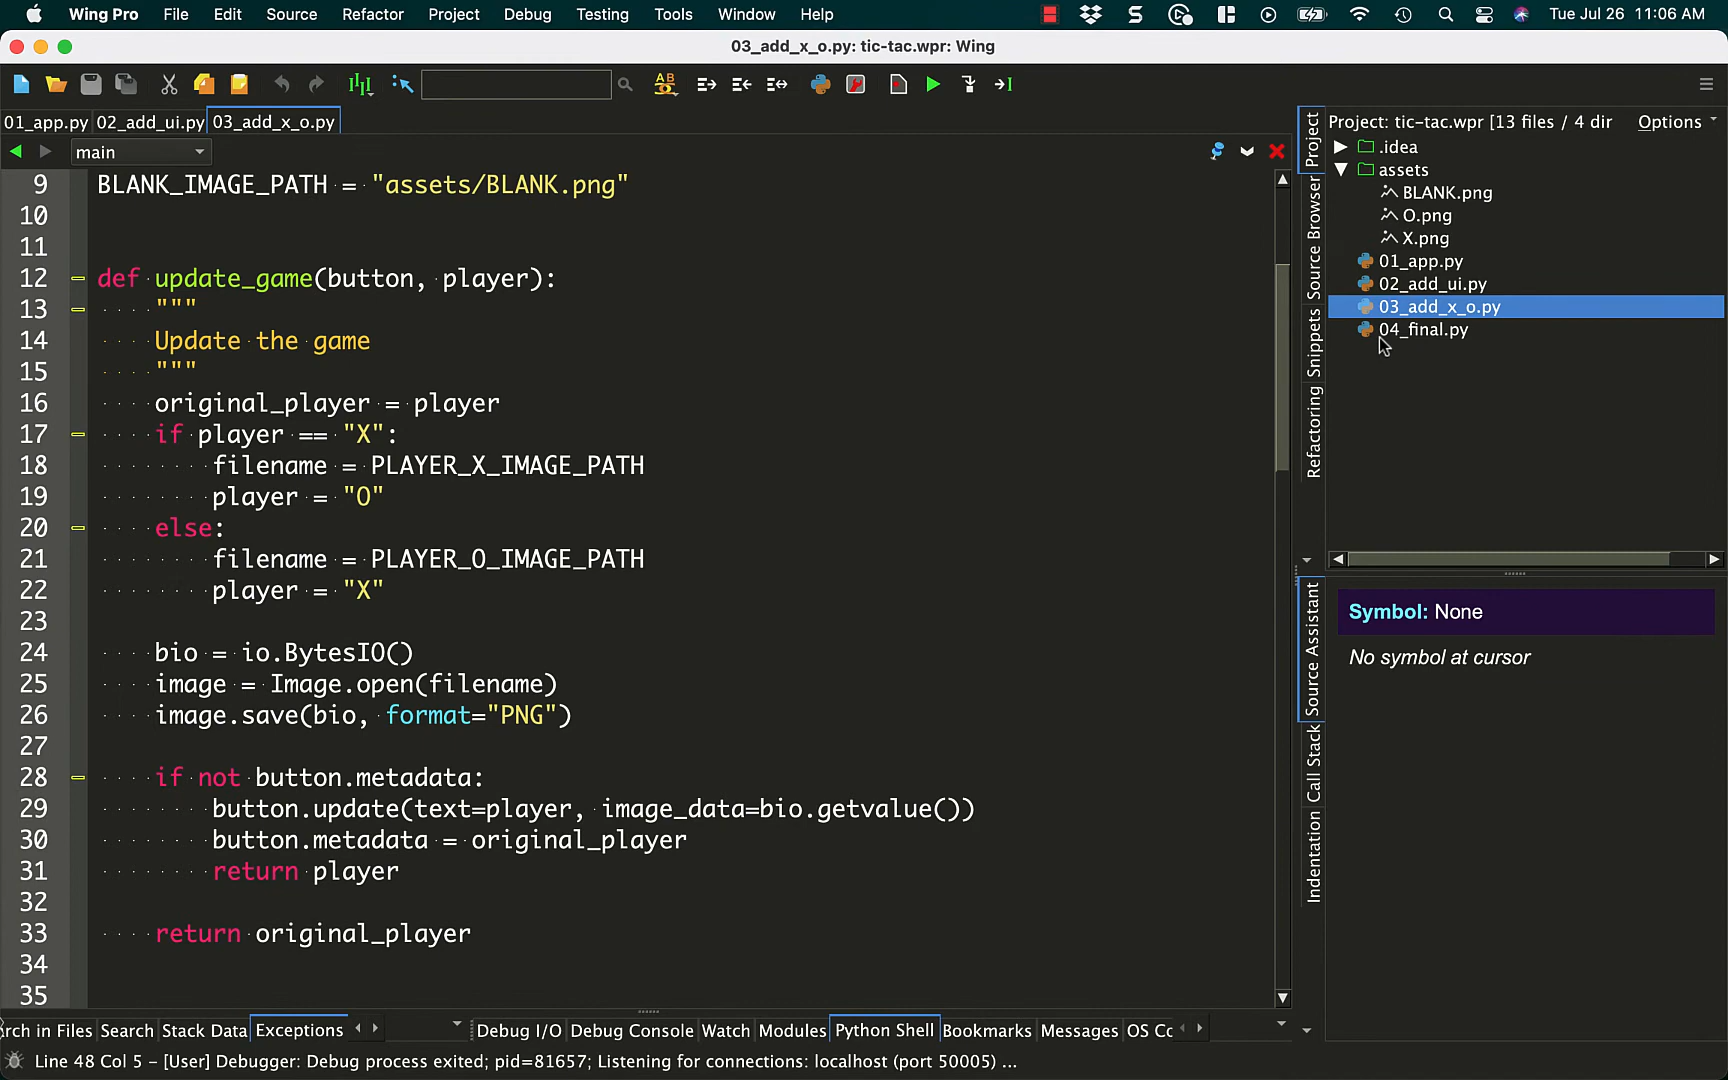 Wing Pro File Edit Source Refactor Project Debug Testing Tools Window Help Tue Jul 26 11:06 AM
03_add_x_o.py: tic-tac.wpr: Wing
01_app.py 02_add_ui.py 03_add_x_o.py
main
9 BLANK_IMAGE_PATH = "assets/BLANK.png"
10
11
12 def update_game(button, player):
13 """
14 Update the game
15 """
16 original_player = player
17 if player == "X":
18 filename = PLAYER_X_IMAGE_PATH
19 player = "O"
20 else:
21 filename = PLAYER_O_IMAGE_PATH
22 player = "X"
23
24 bio = io.BytesIO()
25 image = Image.open(filename)
26 image.save(bio, format="PNG")
27
28 if not button.metadata:
29 button.update(text=player, image_data=bio.getvalue())
30 button.metadata = original_player
31 return player
32
33 return original_player
34
35
Project
Source Browser
Snippets
Refactoring
Project: tic-tac.wpr [13 files / 4 dir Options
.idea
assets
BLANK.png
O.png
X.png
01_app.py
02_add_ui.py
03_add_x_o.py
04_final.py
Source Assistant
Call Stack
Indentation
Symbol: None
No symbol at cursor
rch in Files Search Stack Data Exceptions Debug I/O Debug Console Watch Modules Python Shell Bookmarks Messages OS Cc
Line 48 Col 5 - [User] Debugger: Debug process exited; pid=81657; Listening for connections: localhost (port 50005) ...